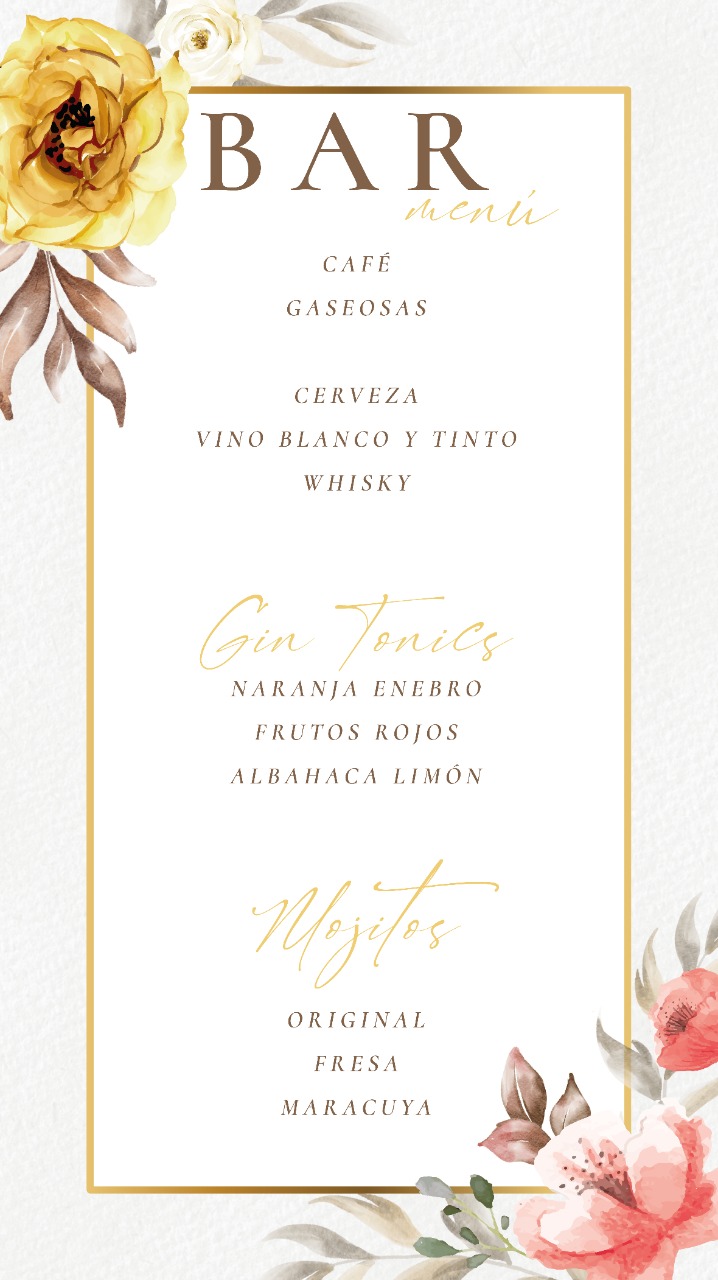 BAR
menú
CAFÉ
GASEOSAS
CERVEZA
VINO BLANCO Y TINTO
WHISKY
Gin Tonics
NARANJA ENEBRO
FRUTOS ROJOS
ALBAHACA LIMÓN
Mojitos
ORIGINAL
FRESA
MARACUYA